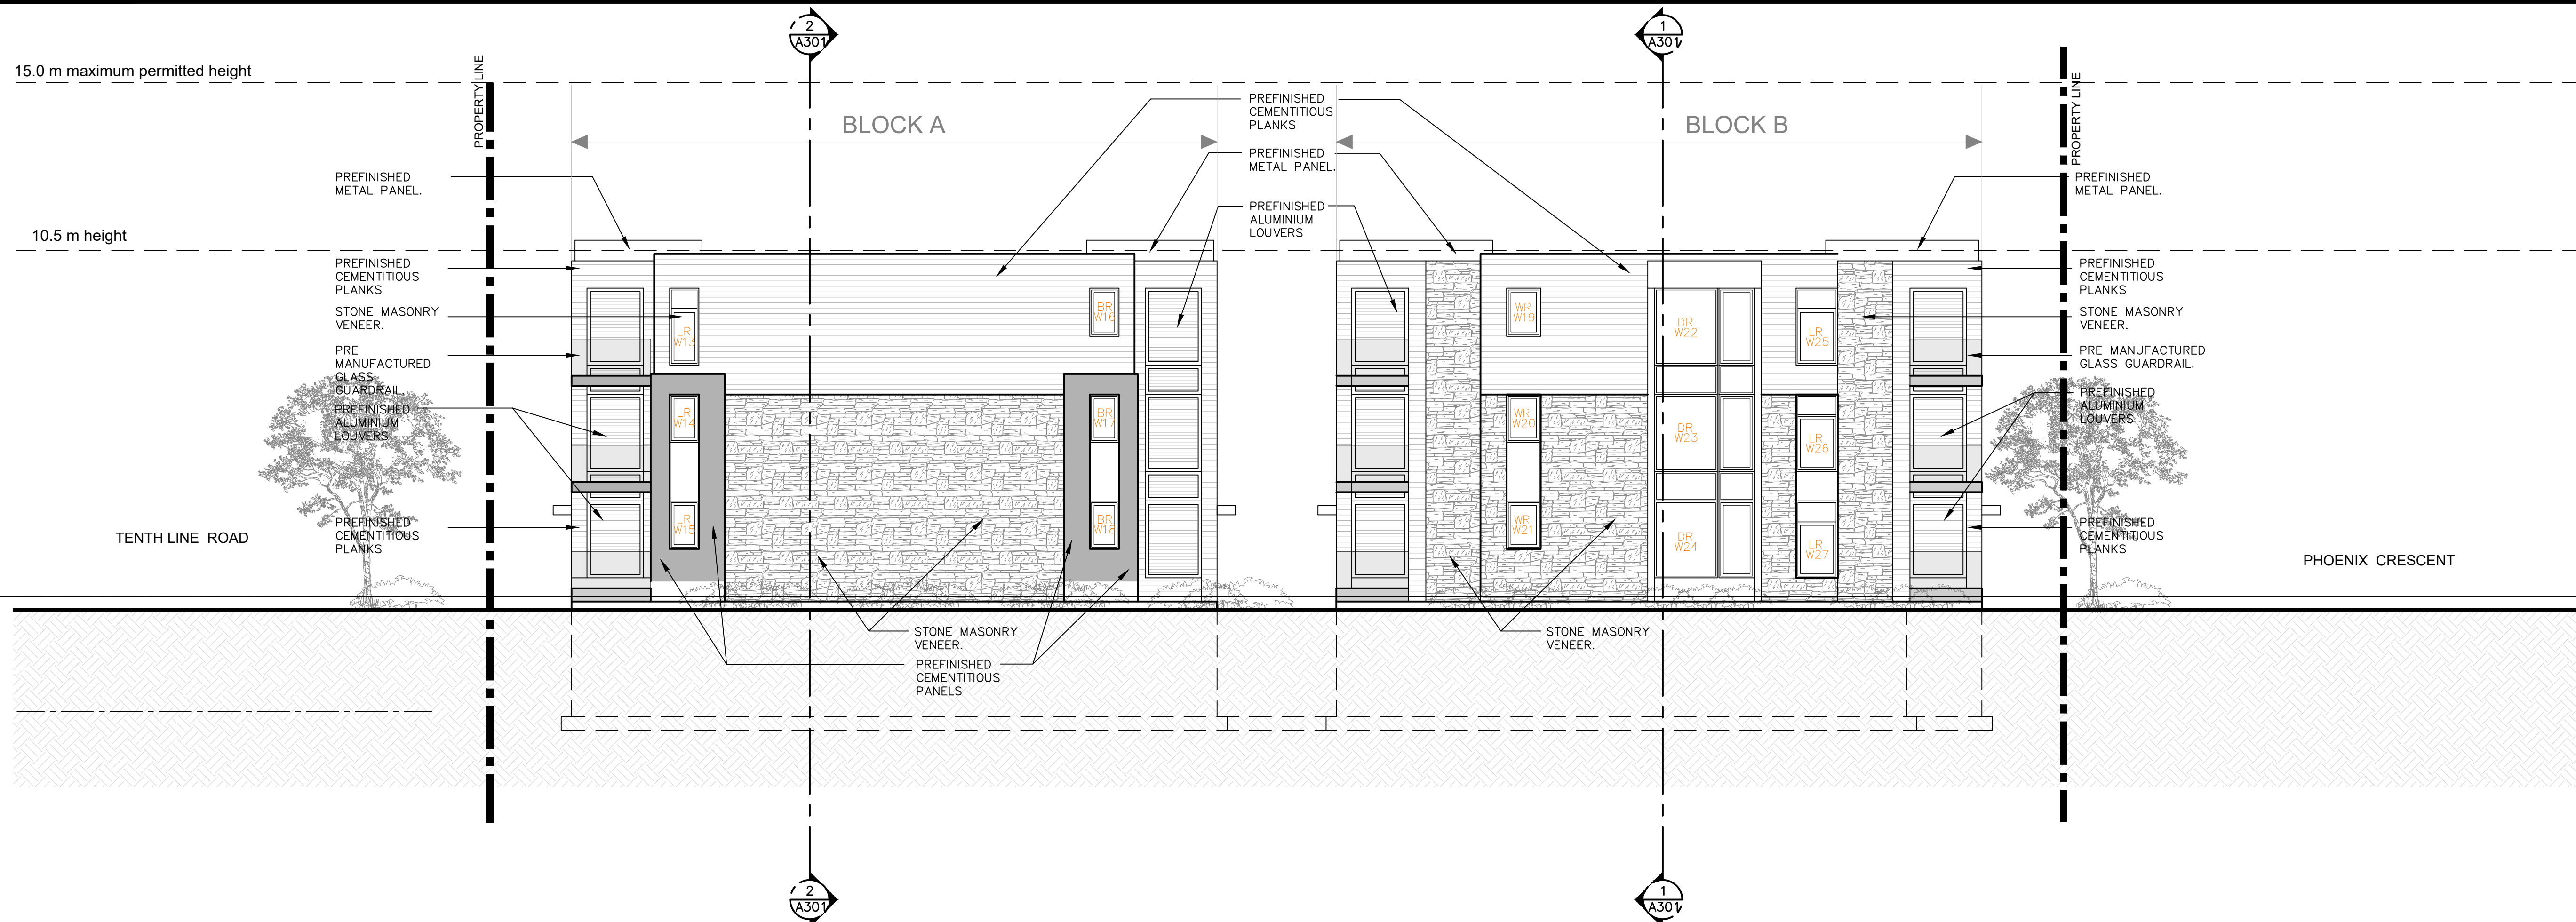 2
A301
1
A301
15.0 m maximum permitted height
PROPERTY LINE
PROPERTY LINE
BLOCK A
BLOCK B
PREFINISHED
CEMENTITIOUS
PLANKS
PREFINISHED
METAL PANEL.
PREFINISHED
ALUMINIUM
LOUVERS
PREFINISHED
METAL PANEL.
PREFINISHED
METAL PANEL.
10.5 m height
PREFINISHED
CEMENTITIOUS
PLANKS
STONE MASONRY
VENEER.
PRE
MANUFACTURED
GLASS
GUARDRAIL.
PREFINISHED
ALUMINIUM
LOUVERS
PREFINISHED
CEMENTITIOUS
PLANKS
TENTH LINE ROAD
LR
W13
LR
W14
LR
W15
BR
W16
BR
W17
BR
W18
WR
W19
WR
W20
WR
W21
DR
W22
DR
W23
DR
W24
LR
W25
LR
W26
LR
W27
PREFINISHED
CEMENTITIOUS
PLANKS
STONE MASONRY
VENEER.
PRE MANUFACTURED
GLASS GUARDRAIL.
PREFINISHED
ALUMINIUM
LOUVERS
PREFINISHED
CEMENTITIOUS
PLANKS
PHOENIX CRESCENT
STONE MASONRY
VENEER.
PREFINISHED
CEMENTITIOUS
PANELS
STONE MASONRY
VENEER.
2
A301
1
A301